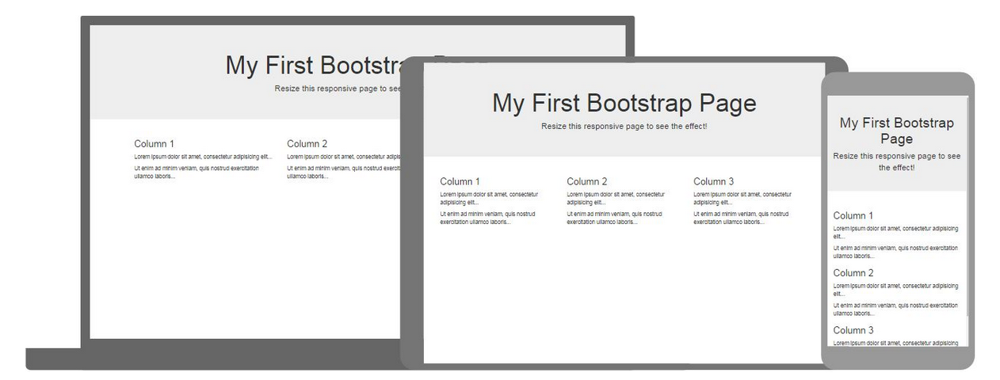 My First Bootstra
Resize this responsive page to see
Column 1
Lorem ipsum dolor sit amet, consectetur adipisicing elit...
Ut enim ad minim veniam, quis nostrud exercitation
ullamco laboris...
Column 2
Lorem ipsum dolor sit amet, consectetur
Ut enim ad minim veniam, quis nostrud
ullamco laboris...
My First Bootstrap Page
Resize this responsive page to see the effect!
Column 1
Lorem ipsum dolor sit amet, consectetur
adipisicing elit...
Ut enim ad minim veniam, quis nostrud
exercitation ullamco laboris...
Column 2
Lorem ipsum dolor sit amet, consectetur
adipisicing elit...
Ut enim ad minim veniam, quis nostrud
exercitation ullamco laboris...
Column 3
Lorem ipsum dolor sit amet, consectetur
adipisicing elit...
Ut enim ad minim veniam, quis nostrud
exercitation ullamco laboris...
My First Bootstrap
Page
Resize this responsive page to see
the effect!
Column 1
Lorem ipsum dolor sit amet, consectetur adipisicing
elit...
Ut enim ad minim veniam, quis nostrud exercitation
ullamco laboris...
Column 2
Lorem ipsum dolor sit amet, consectetur adipisicing
elit...
Ut enim ad minim veniam, quis nostrud exercitation
ullamco laboris...
Column 3
Lorem ipsum dolor sit amet, consectetur adipisicing